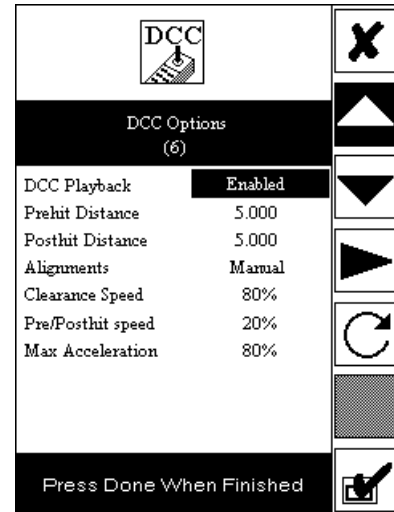 DCC
DCC Options
(6)
DCC Playback Enabled
Prehit Distance 5.000
Posthit Distance 5.000
Alignments Manual
Clearance Speed 80%
Pre/Posthit speed 20%
Max Acceleration 80%
Press Done When Finished